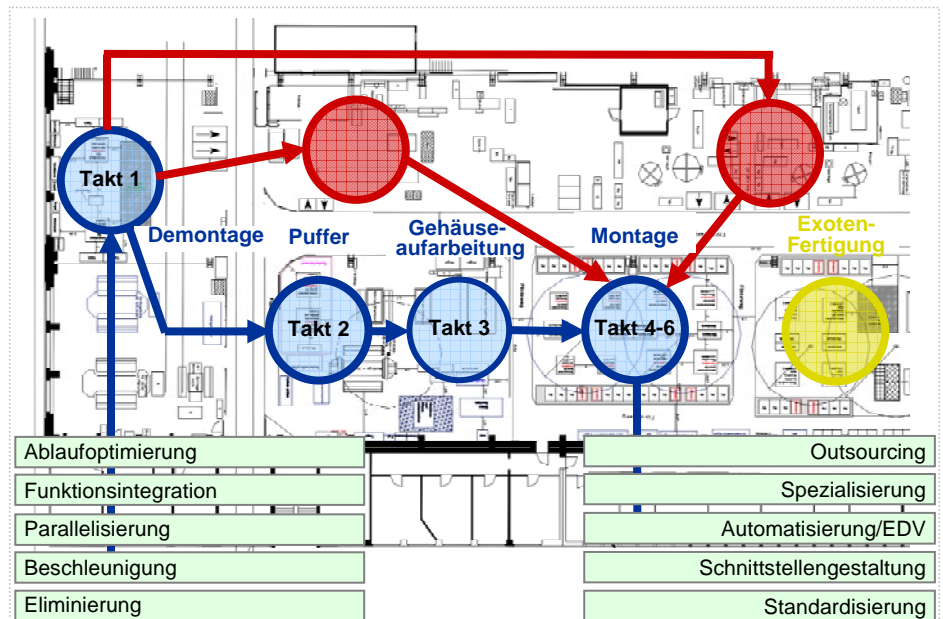 Takt 1
Demontage
Puffer
Gehäuse-
aufarbeitung
Montage
Exoten-
Fertigung
Takt 2
Takt 3
Takt 4-6
Ablaufoptimierung
Funktionsintegration
Parallelisierung
Beschleunigung
Eliminierung
Outsourcing
Spezialisierung
Automatisierung/EDV
Schnittstellengestaltung
Standardisierung